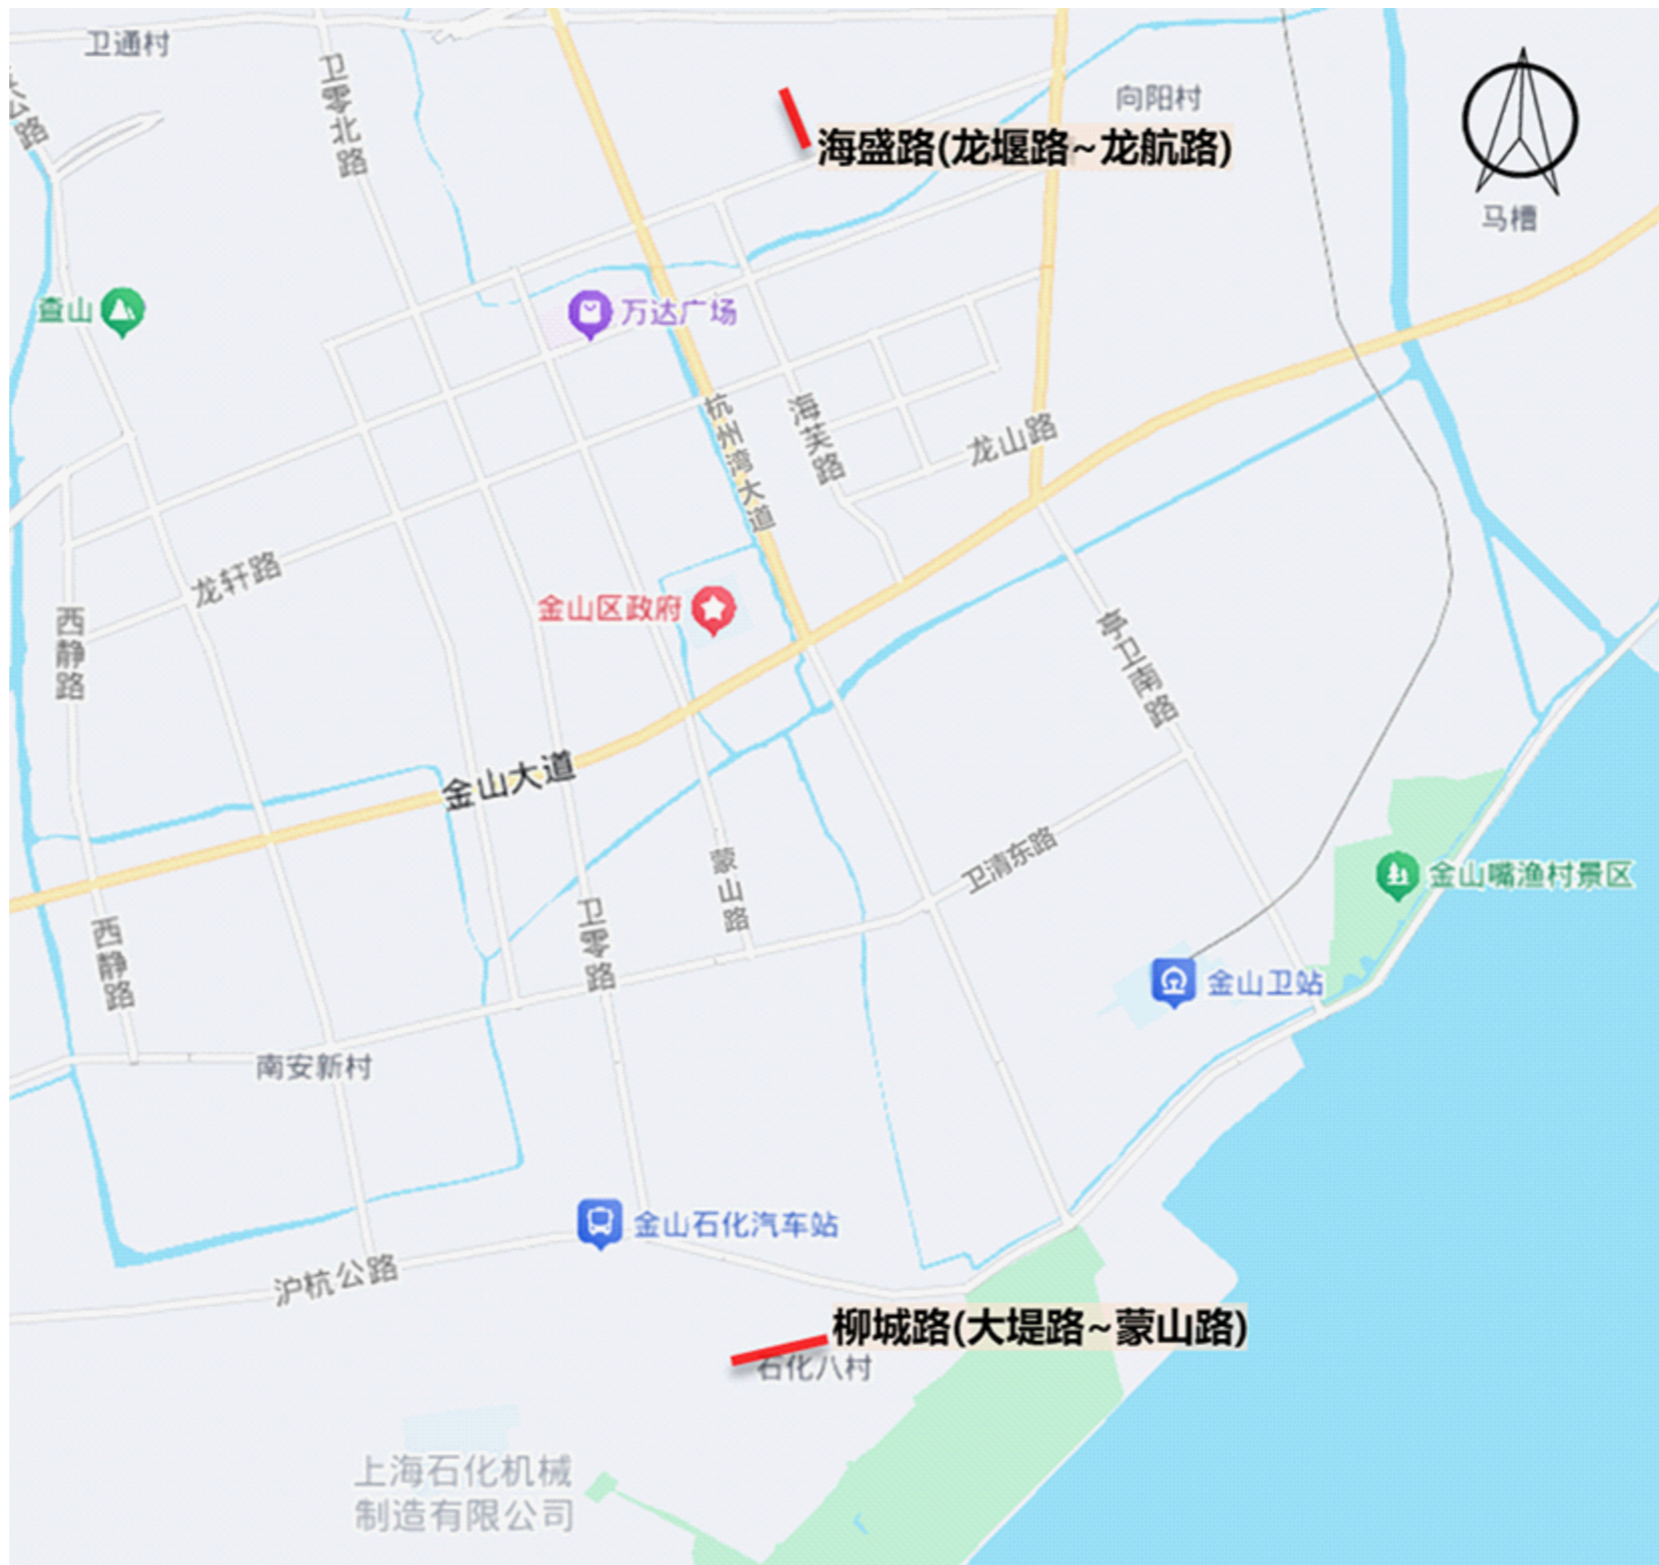 卫通村
卫零北路
公路
向阳村
海盛路(龙堰路~龙航路)
马槽
查山
万达广场
杭州湾大道
海芙路
龙山路
龙轩路
金山区政府
西静路
亭卫南路
金山大道
卫清东路
蒙山路
金山嘴渔村景区
卫零路
西静路
金山卫站
南安新村
金山石化汽车站
沪杭公路
柳城路(大堤路~蒙山路)
石化八村
上海石化机械
制造有限公司